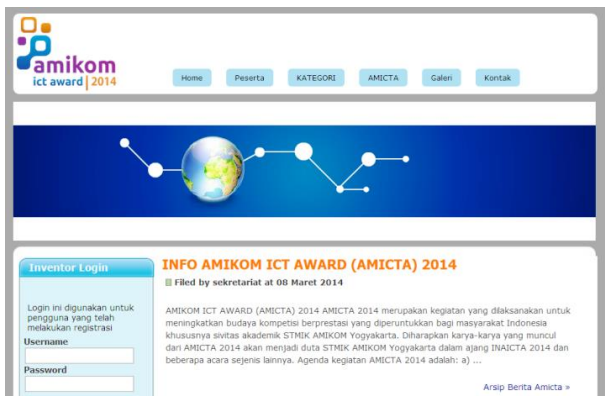 amikom
ict award | 2014
Home Peserta KATEGORI AMICTA Galeri Kontak
Inventor Login
Login ini digunakan untuk
pengguna yang telah
melakukan registrasi
Username
Password
INFO AMIKOM ICT AWARD (AMICTA) 2014
Filed by sekretariat at 08 Maret 2014
AMIKOM ICT AWARD (AMICTA) 2014 AMICTA 2014 merupakan kegiatan yang dilaksanakan untuk
meningkatkan budaya kompetisi berprestasi yang diperuntukkan bagi masyarakat Indonesia
khususnya sivitas akademik STMIK AMIKOM Yogyakarta. Diharapkan karya-karya yang muncul
dari AMICTA 2014 akan menjadi duta STMIK AMIKOM Yogyakarta dalam ajang INAICTA 2014 dan
beberapa acara sejenis lainnya. Agenda kegiatan AMICTA 2014 adalah: a) ...
Arsip Berita Amicta »